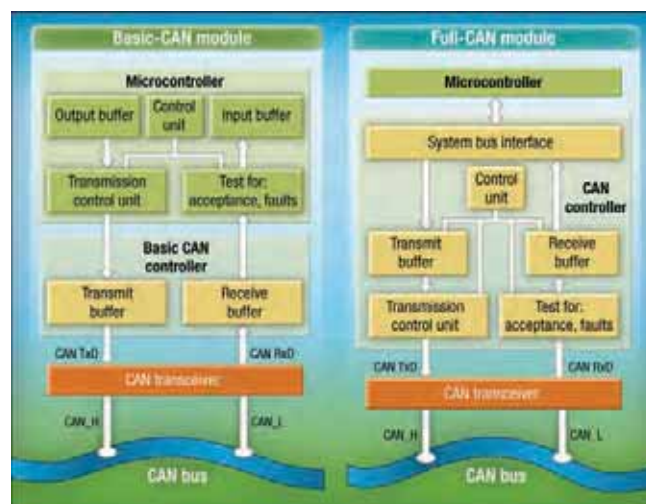 Basic-CAN module
Microcontroller
Output buffer
Control
unit
Input buffer
Transmission
control unit
Test for:
acceptance, faults
Basic CAN
controller
Transmit
buffer
Receive
buffer
CAN TxD
CAN RxD
CAN transceiver
CAN_H
CAN_L
CAN bus
Full-CAN module
Microcontroller
System bus interface
Control
unit
CAN
controller
Transmit
buffer
Receive
buffer
Transmission
control unit
Test for:
acceptance, faults
CAN TxD
CAN RxD
CAN transceiver
CAN_H
CAN_L
CAN bus